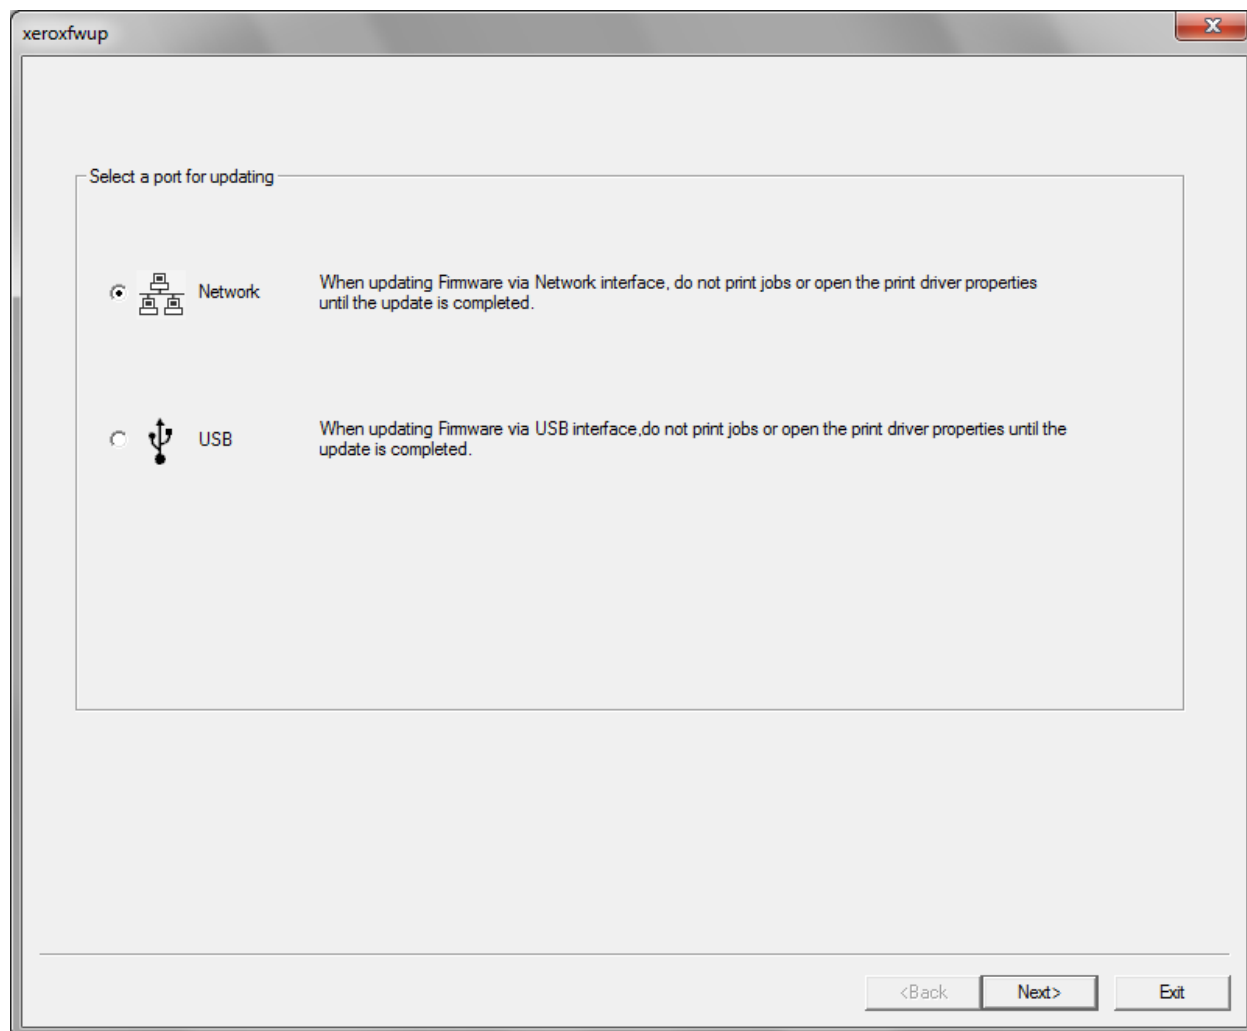 xeroxfwup
Select a port for updating
Network
When updating Firmware via Network interface, do not print jobs or open the print driver properties
until the update is completed.
USB
When updating Firmware via USB interface,do not print jobs or open the print driver properties until the
update is completed.
<Back
Next>
Exit